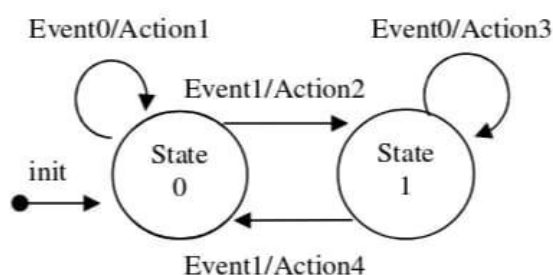 Event0/Action1
Event0/Action3
Event1/Action2
State
0
State
1
init
Event1/Action4